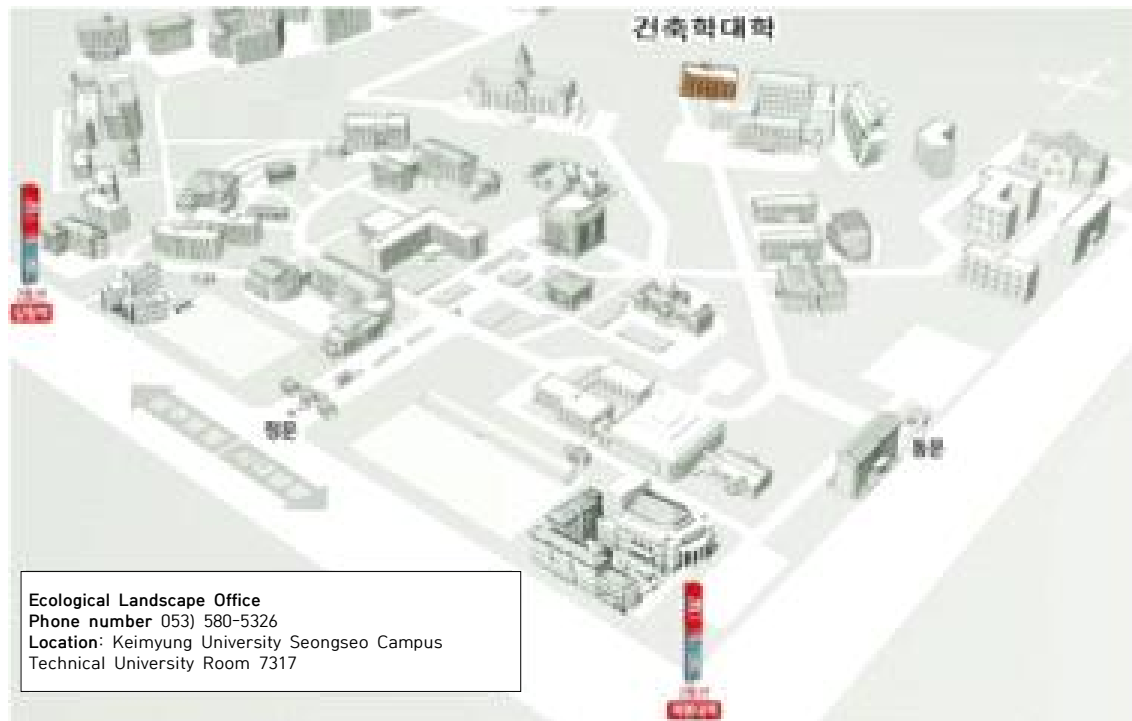 건축학대학
정문
동문
Ecological Landscape Office
Phone number 053) 580-5326
Location: Keimyung University Seongseo Campus
Technical University Room 7317